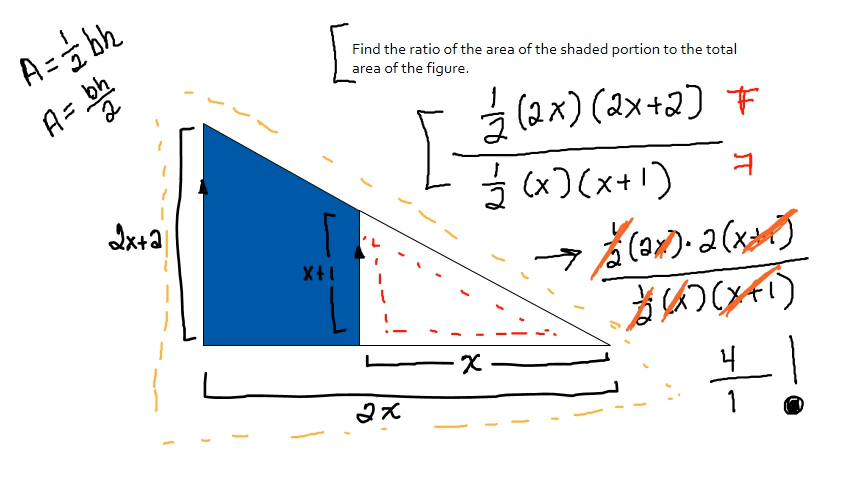 A = 1/2 bh
A = bh/2
Find the ratio of the area of the shaded portion to the total
area of the figure.
1/2 (2x)(2x+2)
1/2 (x)(x+1)
→ 1/2 (2x) · 2(x+1)
1/2 (x)(x+1)
2x+2
x+1
x
2x
4/1 !